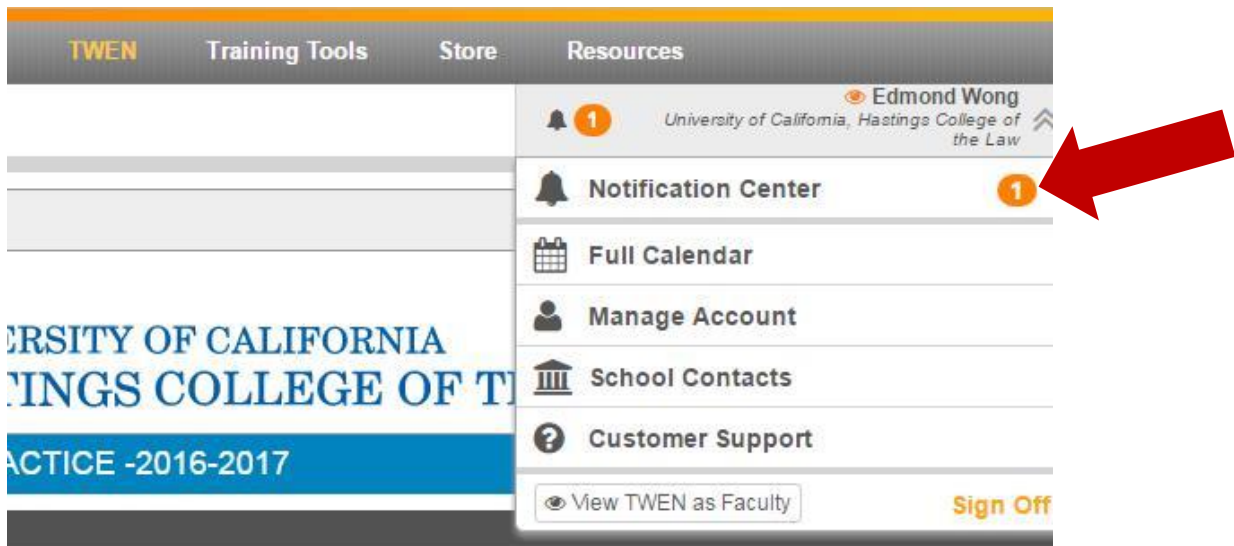 TWEN Training Tools Store Resources
1 Edmond Wong
University of California, Hastings College of
the Law
Notification Center 1
Full Calendar
Manage Account
ERSITY OF CALIFORNIA
School Contacts
TINGS COLLEGE OF T
Customer Support
ACTICE -2016-2017
View TWEN as Faculty Sign Off